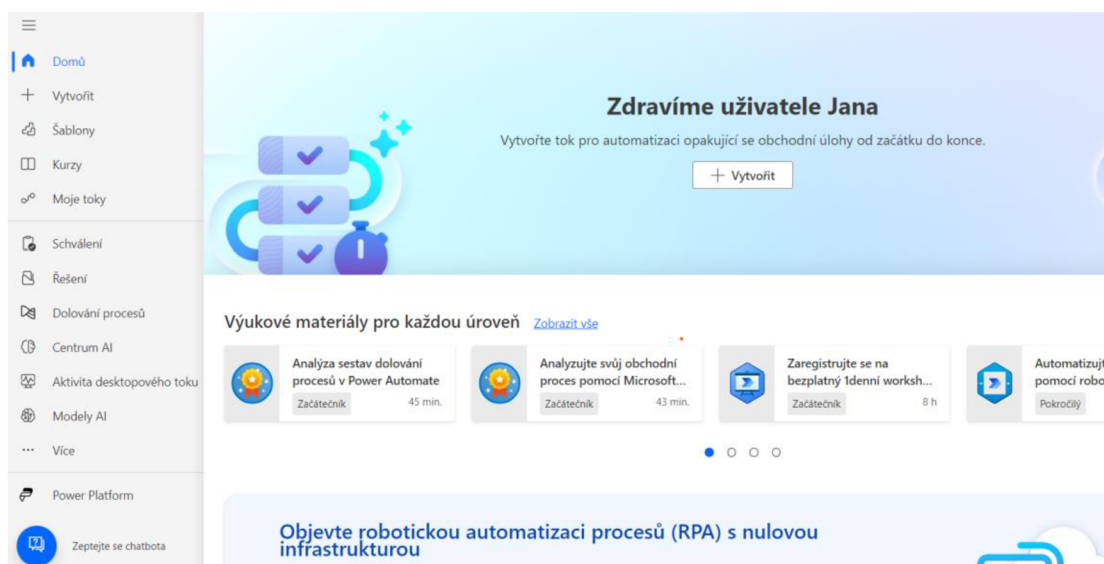 Domů
Vytvořit
Šablony
Kurzy
Moje toky
Schválení
Řešení
Dolování procesů
Centrum AI
Aktivita desktopového toku
Modely AI
Více
Power Platform
Zeptejte se chatbota
Zdravíme uživatele Jana
Vytvořte tok pro automatizaci opakující se obchodní úlohy od začátku do konce.
Vytvořit
Výukové materiály pro každou úroveň Zobrazit vše
Analýza sestav dolování
procesů v Power Automate
Začátečník 45 min.
Analyzujte svůj obchodní
proces pomocí Microsoft...
Začátečník 43 min.
Zaregistrujte se na
bezplatný 1denní worksh...
Začátečník 8 h
Automatizujt
pomocí robo
Pokročilý
Objevte robotickou automatizaci procesů (RPA) s nulovou
infrastrukturou